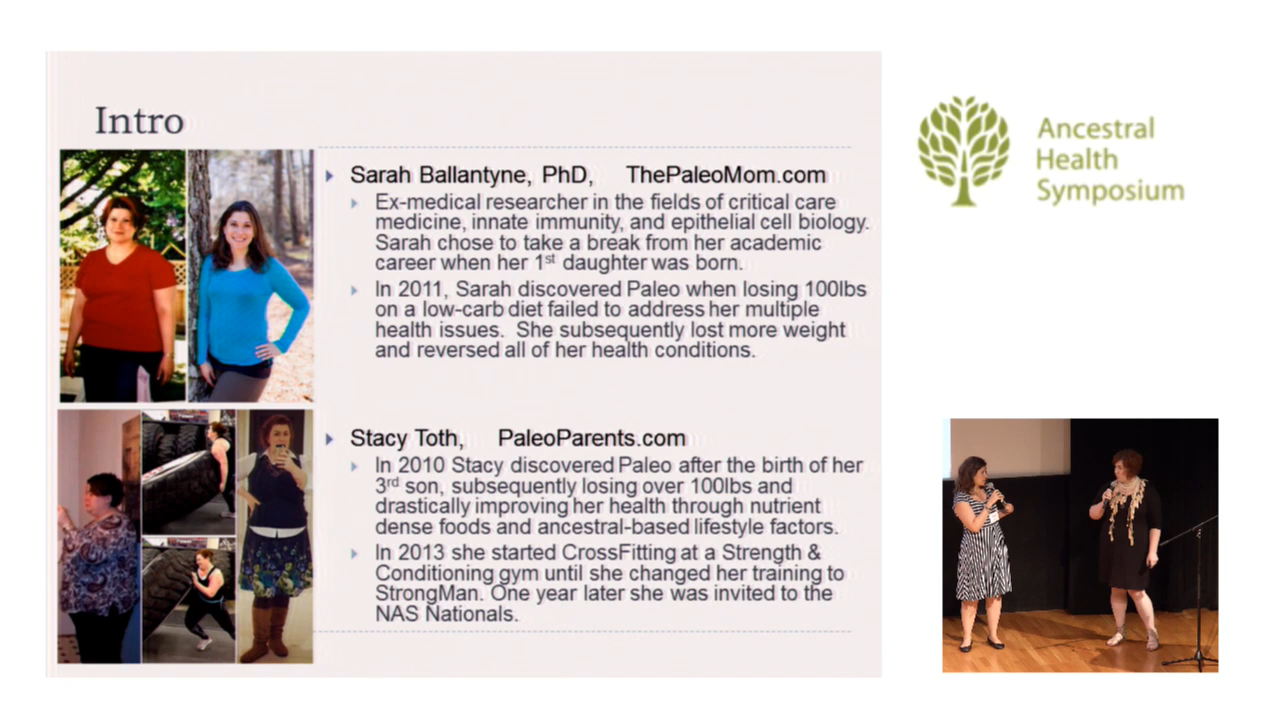 Intro
Sarah Ballantyne, PhD, ThePaleoMom.com
Ex-medical researcher in the fields of critical care
medicine, innate immunity, and epithelial cell biology.
Sarah chose to take a break from her academic
career when her 1st daughter was born.
In 2011, Sarah discovered Paleo when losing 100lbs
on a low-carb diet failed to address her multiple
health issues. She subsequently lost more weight
and reversed all of her health conditions.
Stacy Toth, PaleoParents.com
In 2010 Stacy discovered Paleo after the birth of her
3rd son, subsequently losing over 100lbs and
drastically improving her health through nutrient
dense foods and ancestral-based lifestyle factors.
In 2013 she started CrossFitting at a Strength &
Conditioning gym until she changed her training to
StrongMan. One year later she was invited to the
NAS Nationals.
Ancestral
Health
Symposium